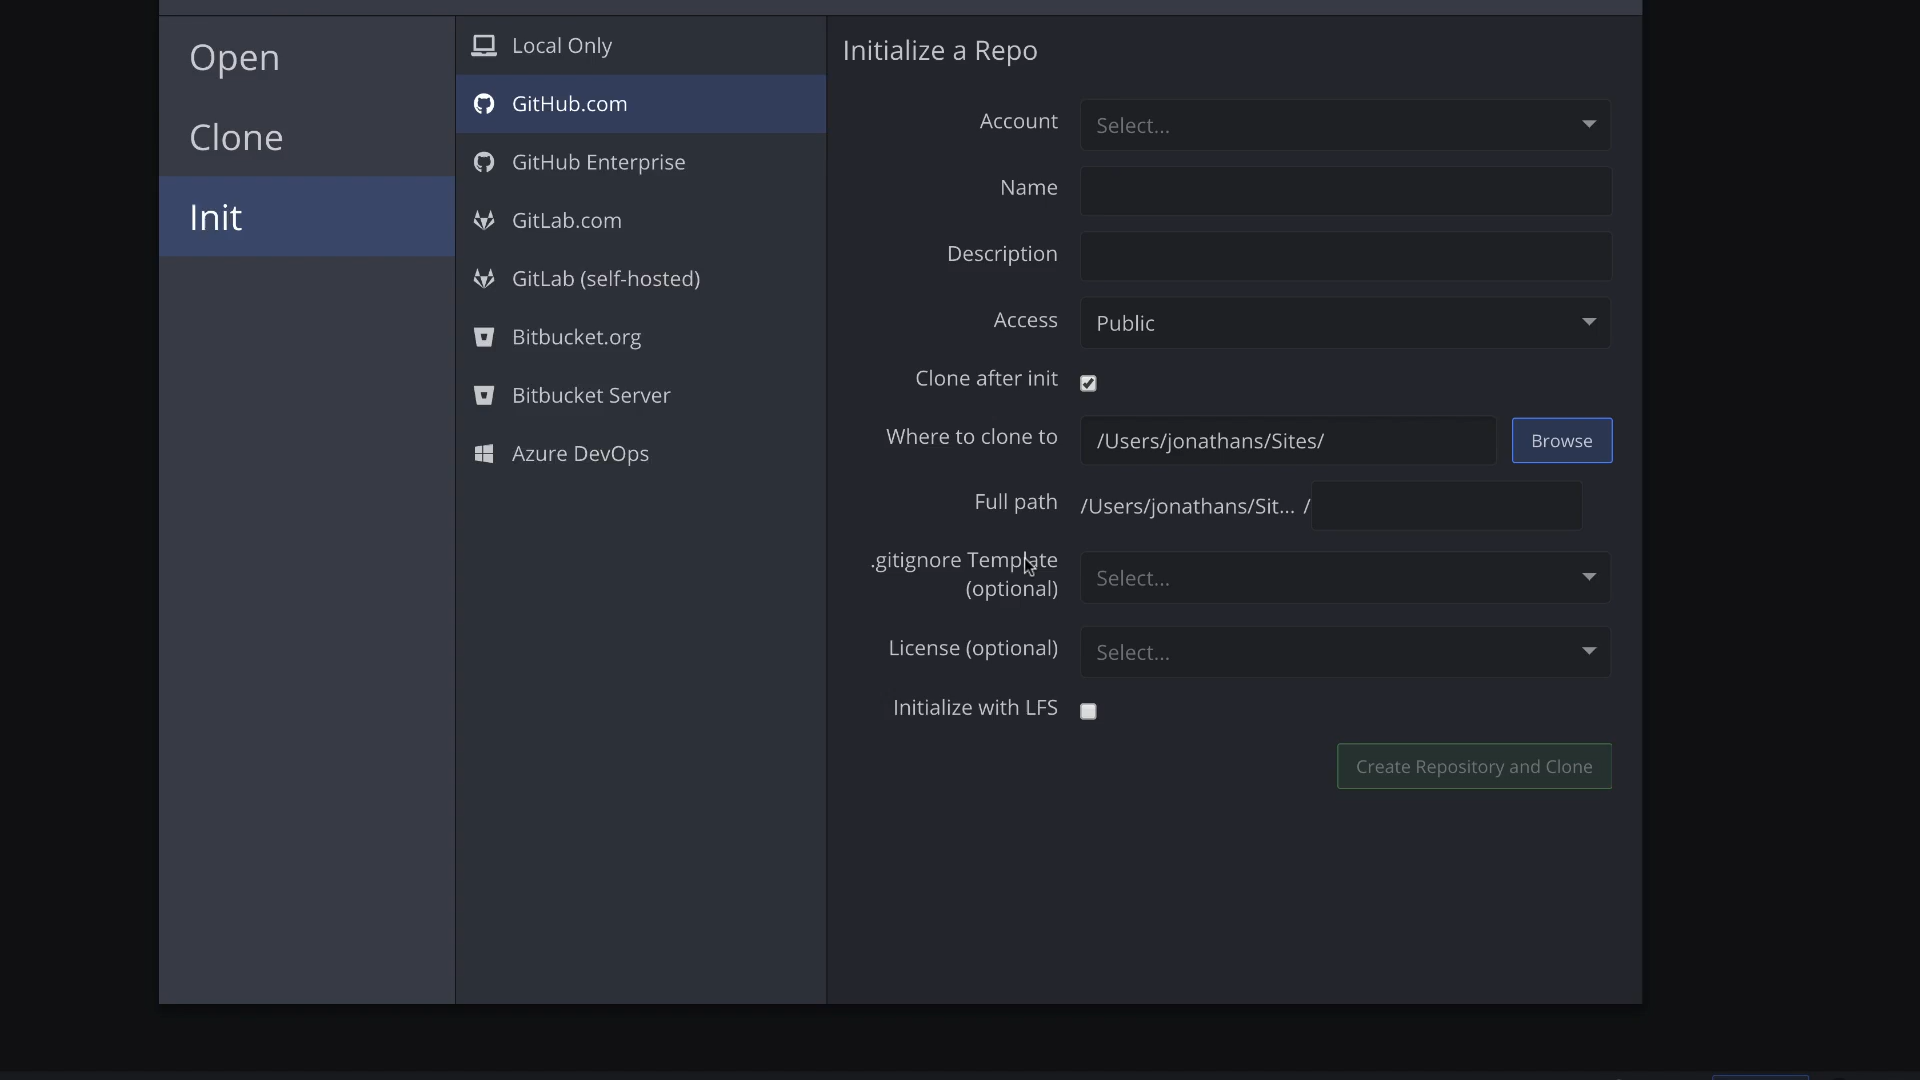 Open
Clone
Init
Local Only
GitHub.com
GitHub Enterprise
GitLab.com
GitLab (self-hosted)
Bitbucket.org
Bitbucket Server
Azure DevOps
Initialize a Repo
Account
Select...
Name
Description
Access
Public
Clone after init
Where to clone to
/Users/jonathans/Sites/
Browse
Full path
/Users/jonathans/Sit... /
.gitignore Template
(optional)
Select...
License (optional)
Select...
Initialize with LFS
Create Repository and Clone